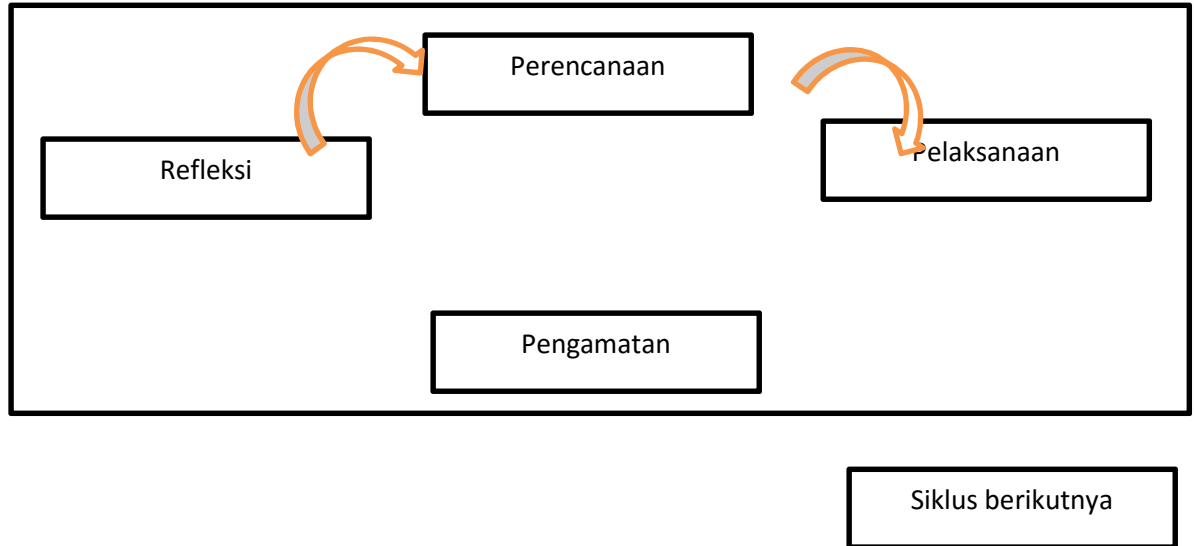 Perencanaan
Pelaksanaan
Refleksi
Pengamatan
Siklus berikutnya